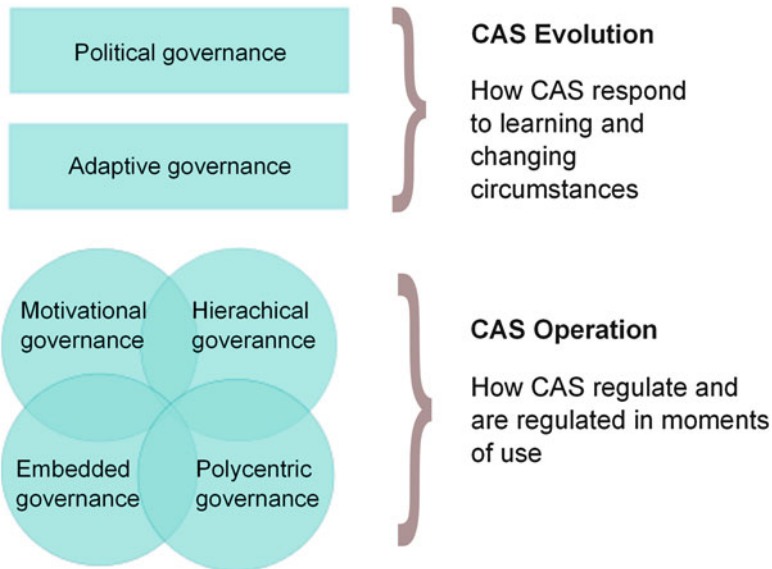 Political governance
Adaptive governance
CAS Evolution
How CAS respond
to learning and
changing
circumstances
Motivational
governance
Hierachical
goverannce
Embedded
governance
Polycentric
governance
CAS Operation
How CAS regulate and
are regulated in moments
of use